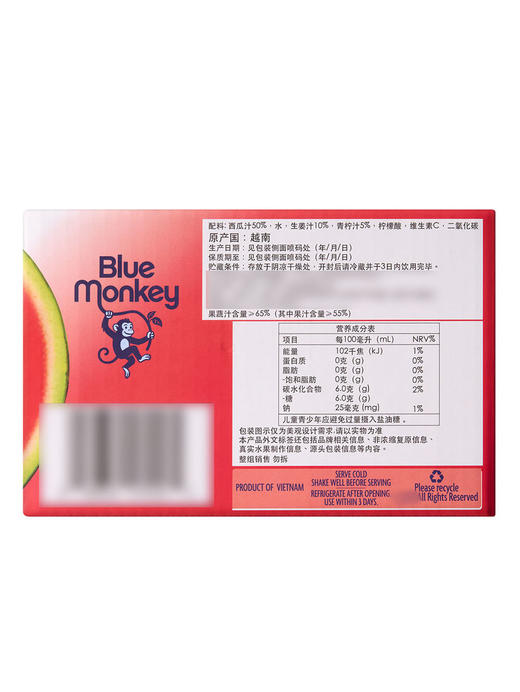 Blue
Monkey
配料: 西瓜汁50%，水，生姜汁10%，青柠汁5%，柠檬酸，维生素C，二氧化碳
原产国：越南
生产日期：见包装侧面喷码处（年/月/日）
保质期至：见包装侧面喷码处（年/月/日）
贮藏条件：存放于阴凉干燥处，开封后请冷藏并于3日内饮用完毕。
果蔬汁含量≥65%（其中果汁含量≥55%）
营养成分表
项目 每100毫升 (mL) NRV%
能量 102千焦 (kJ) 1%
蛋白质 0克 (g) 0%
脂肪 0克 (g) 0%
-饱和脂肪 0克 (g) 0%
碳水化合物 6.0克 (g) 2%
-糖 6.0克 (g)
钠 25毫克 (mg) 1%
儿童青少年应避免过量摄入盐油糖。
包装图示仅为美观设计需求.请以实物为准
本产品外文标签还包括品牌相关信息、非浓缩复原信息、
真实水果制作信息、源头包装信息等内容。
整组销售 勿拆
PRODUCT OF VIETNAM
SERVE COLD
SHAKE WELL BEFORE SERVING
REFRIGERATE AFTER OPENING
USE WITHIN 3 DAYS.
Please recycle
All Rights Reserved